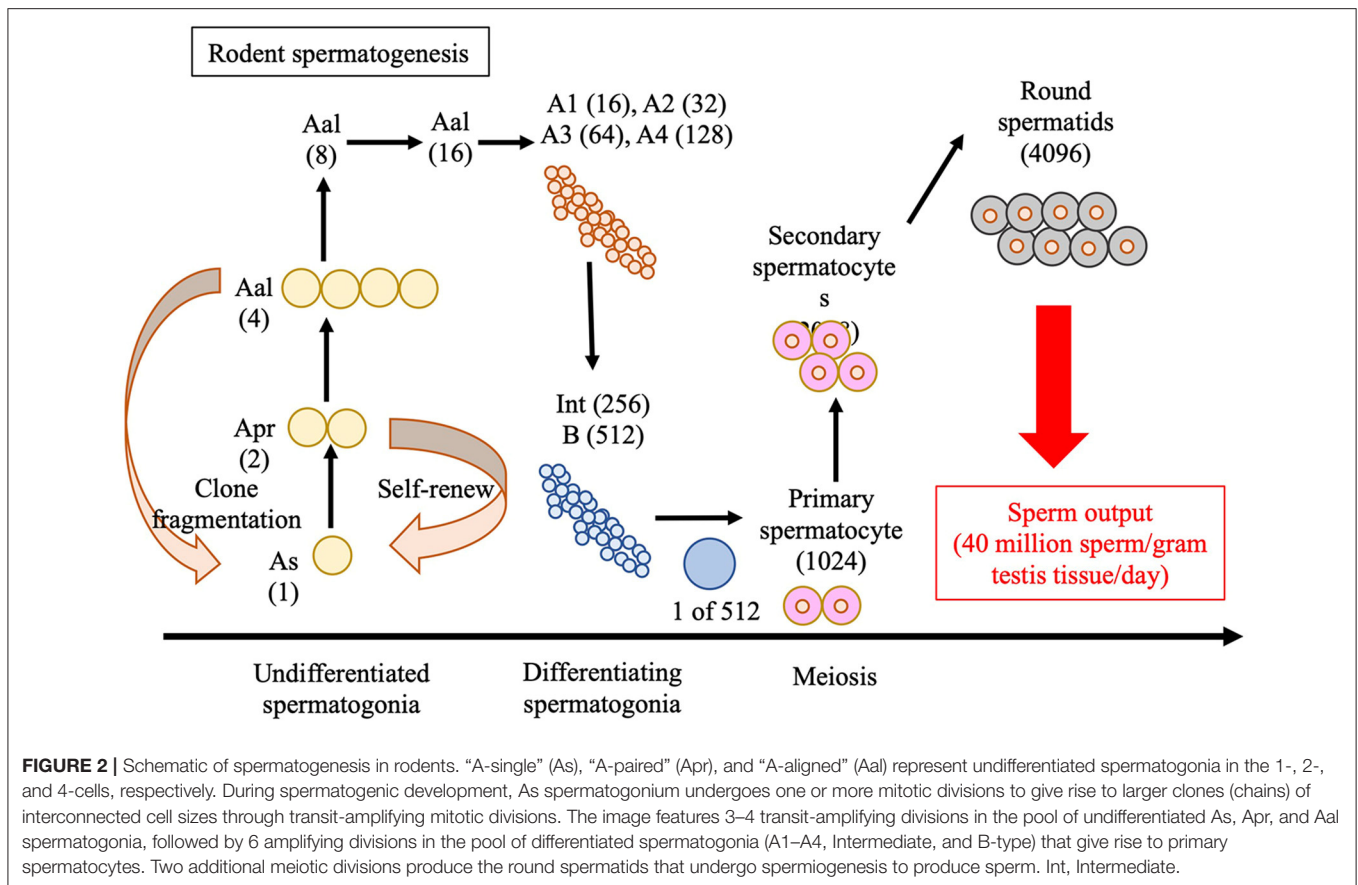 Rodent spermatogenesis
Aal
(8)
Aal
(16)
A1 (16), A2 (32)
A3 (64), A4 (128)
Round
spermatids
(4096)
Secondary
spermatocyte
s
Aal
(4)
Int (256)
B (512)
Apr
(2)
Clone
fragmentation
Self-renew
Primary
spermatocyte
(1024)
Sperm output
(40 million sperm/gram
testis tissue/day)
As
(1)
1 of 512
Undifferentiated
spermatogonia
Differentiating
spermatogonia
Meiosis
FIGURE 2 | Schematic of spermatogenesis in rodents. “A-single” (As), “A-paired” (Apr), and “A-aligned” (Aal) represent undifferentiated spermatogonia in the 1-, 2-,
and 4-cells, respectively. During spermatogenic development, As spermatogonium undergoes one or more mitotic divisions to give rise to larger clones (chains) of
interconnected cell sizes through transit-amplifying mitotic divisions. The image features 3–4 transit-amplifying divisions in the pool of undifferentiated As, Apr, and Aal
spermatogonia, followed by 6 amplifying divisions in the pool of differentiated spermatogonia (A1–A4, Intermediate, and B-type) that give rise to primary
spermatocytes. Two additional meiotic divisions produce the round spermatids that undergo spermiogenesis to produce sperm. Int, Intermediate.